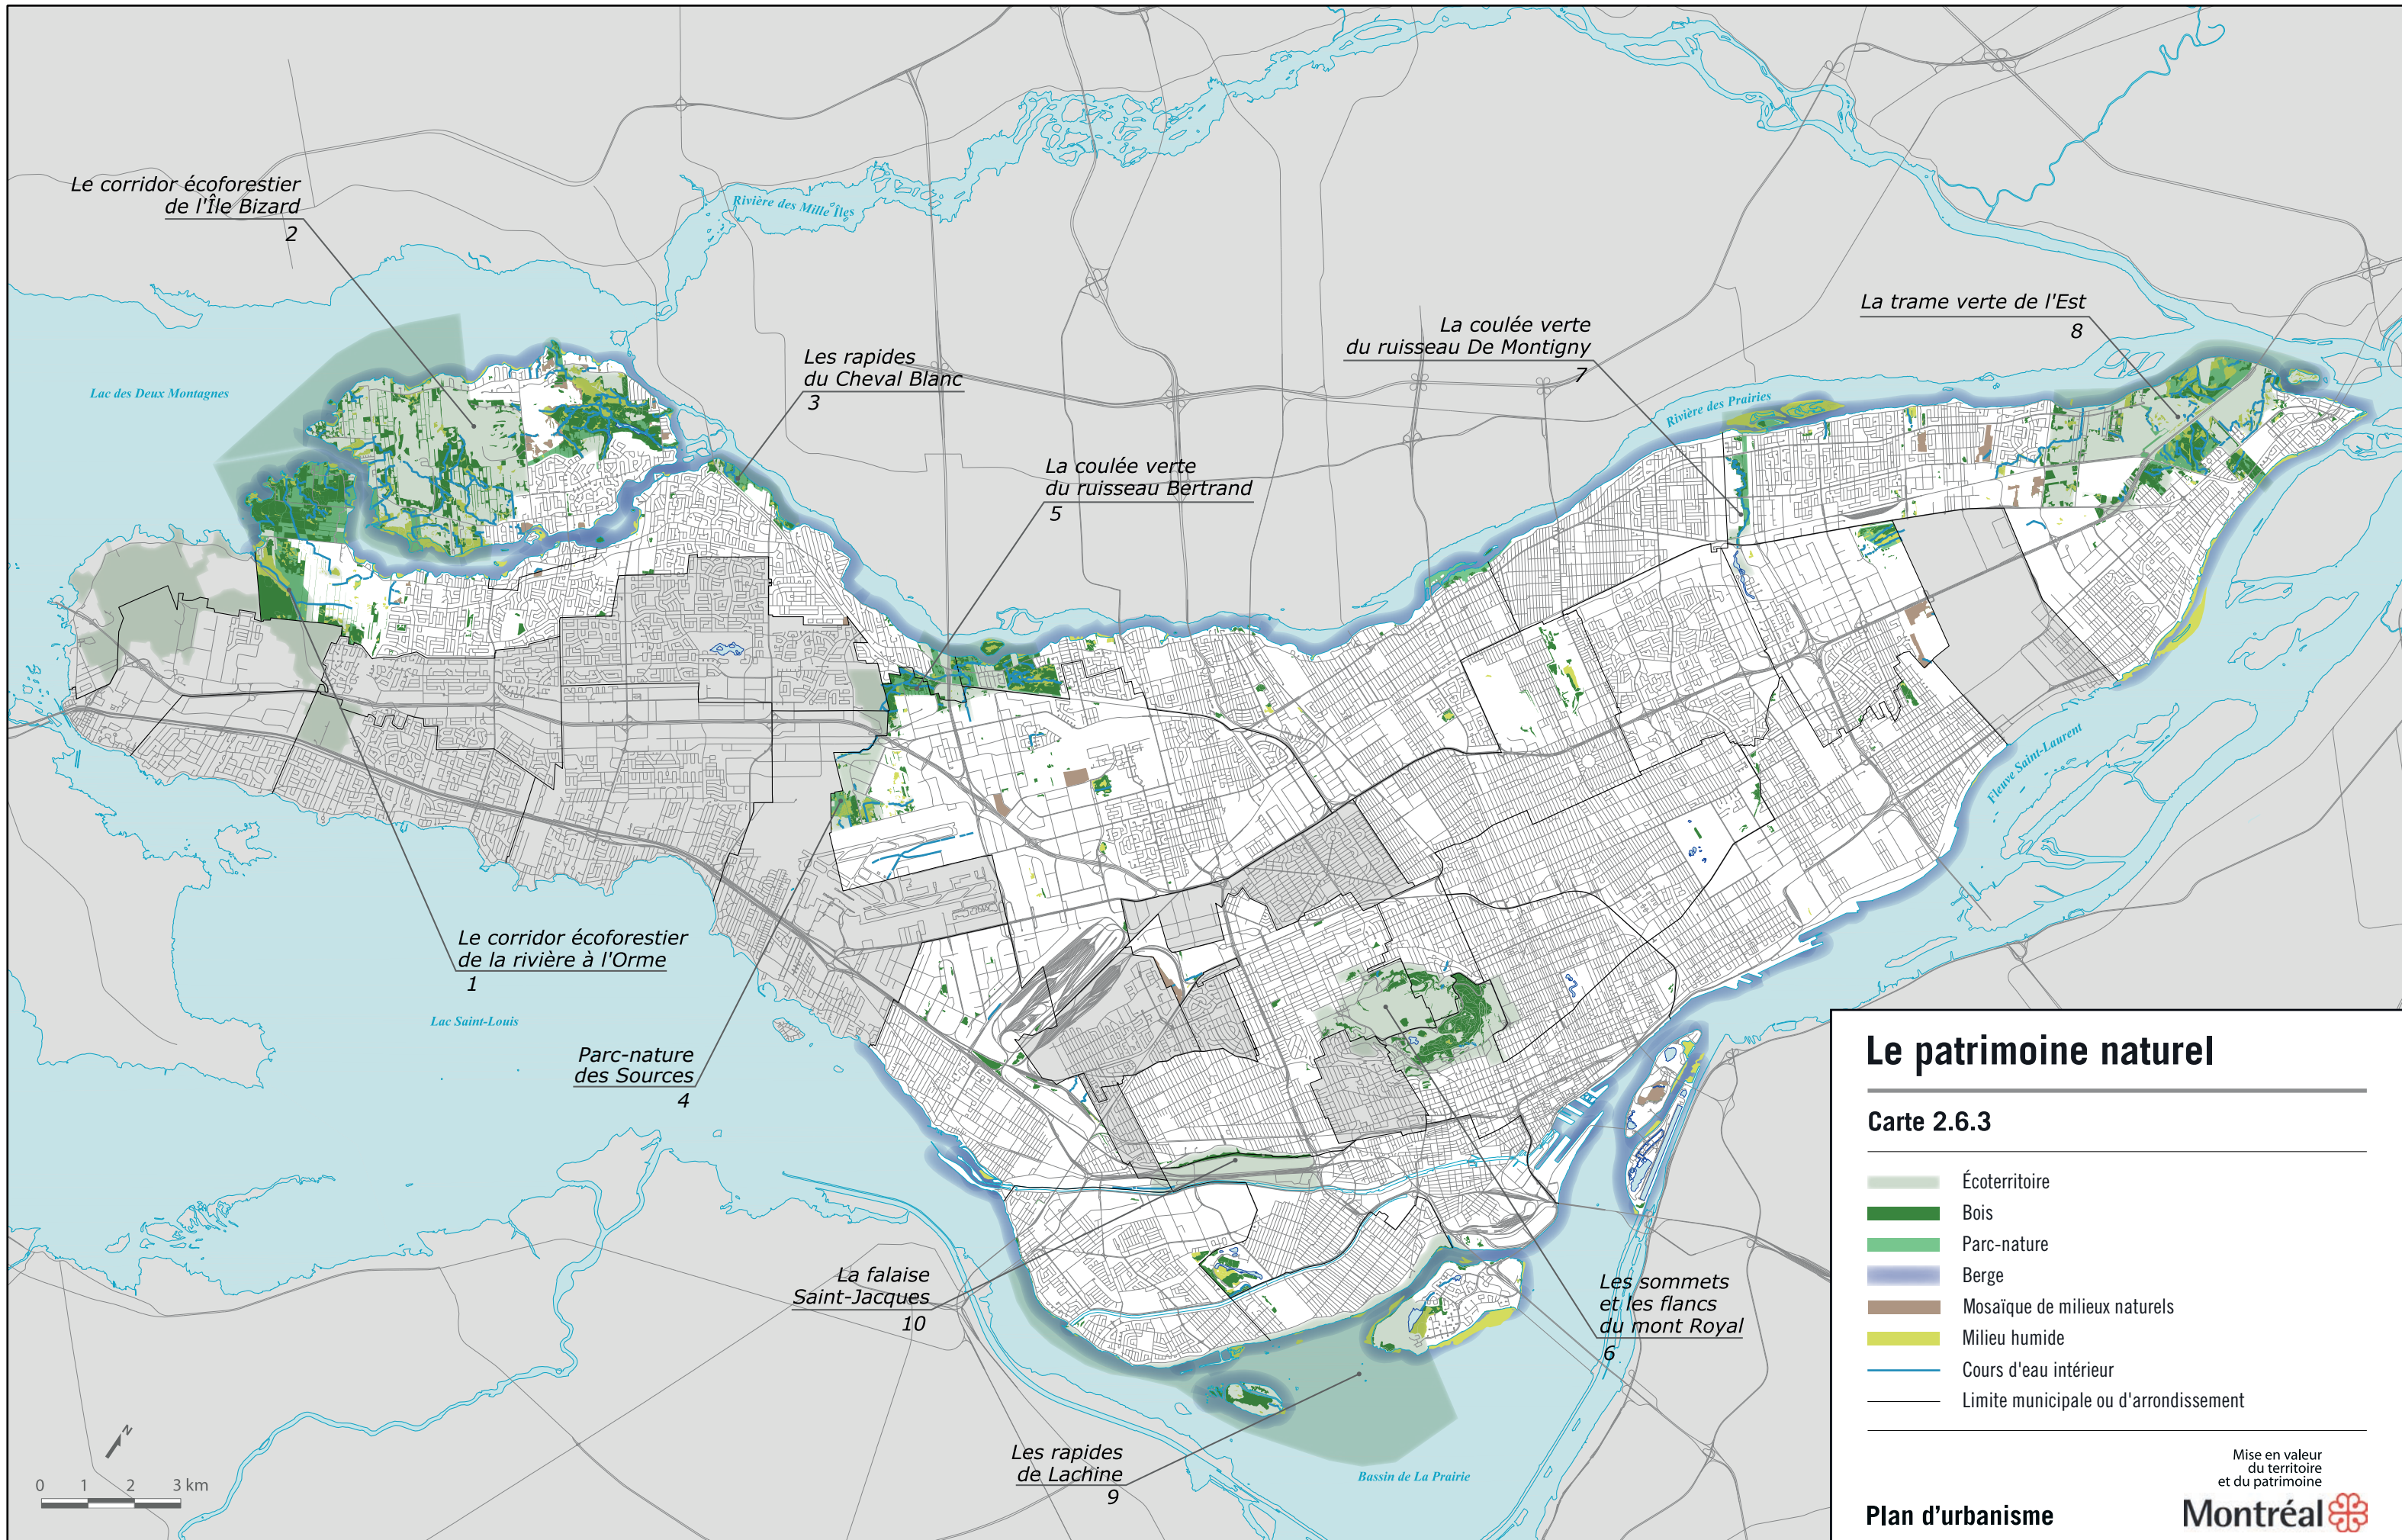 Le corridor écoforestier
de l'Île Bizard
2
Rivière des Mille Îles
Lac des Deux Montagnes
Les rapides
du Cheval Blanc
3
La coulée verte
du ruisseau Bertrand
5
La coulée verte
du ruisseau De Montigny
7
La trame verte de l'Est
8
Rivière des Prairies
Fleuve Saint-Laurent
Le corridor écoforestier
de la rivière à l'Orme
1
Lac Saint-Louis
Parc-nature
des Sources
4
La falaise
Saint-Jacques
10
Les sommets
et les flancs
du mont Royal
6
Les rapides
de Lachine
9
Bassin de La Prairie
N
0 1 2 3 km
Le patrimoine naturel
Carte 2.6.3
Écoterritoire
Bois
Parc-nature
Berge
Mosaïque de milieux naturels
Milieu humide
Cours d'eau intérieur
Limite municipale ou d'arrondissement
Mise en valeur
du territoire
et du patrimoine
Plan d'urbanisme
Montréal